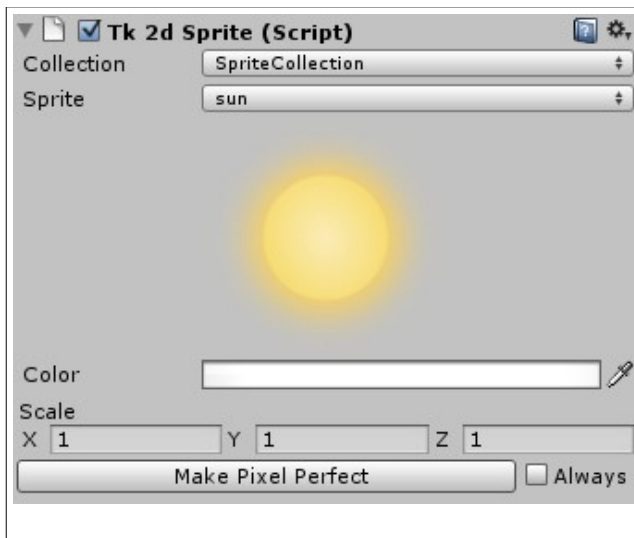 Tk 2d Sprite (Script)
Collection SpriteCollection
Sprite sun
Color
Scale
X 1 Y 1 Z 1
Make Pixel Perfect Always